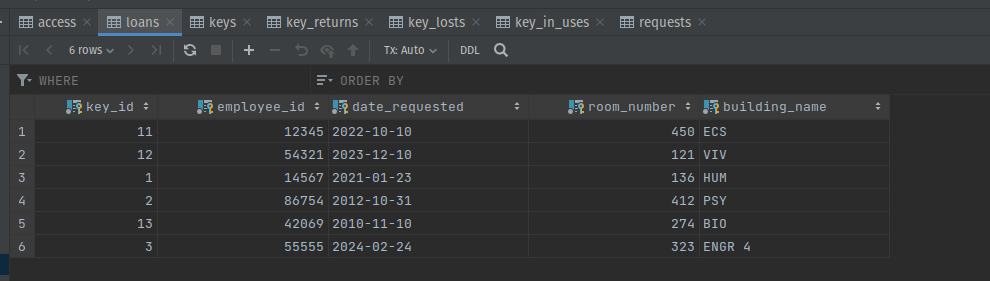 access loans keys key_returns key_losts key_in_uses requests
6 rows Tx: Auto DDL
WHERE ORDER BY
key_id employee_id date_requested room_number building_name
1 11 12345 2022-10-10 450 ECS
2 12 54321 2023-12-10 121 VIV
3 1 14567 2021-01-23 136 HUM
4 2 86754 2012-10-31 412 PSY
5 13 42069 2010-11-10 274 BIO
6 3 55555 2024-02-24 323 ENGR 4